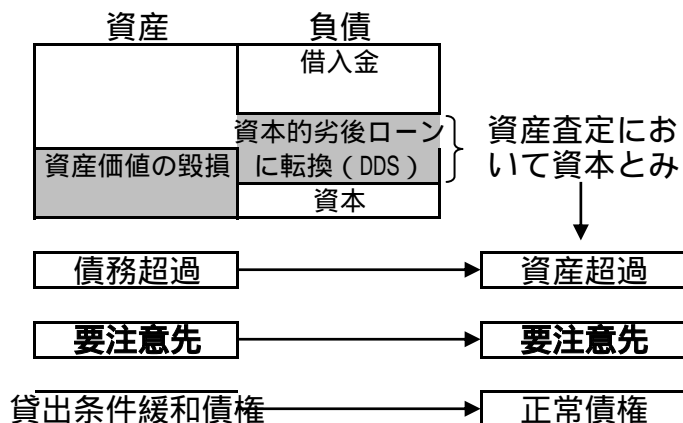 資産 負債
借入金
資本的劣後ローン
に転換（DDS）
資産価値の毀損
資本
資産査定にお
いて資本とみ
債務超過 資産超過
要注意先 要注意先
貸出条件緩和債権 正常債権